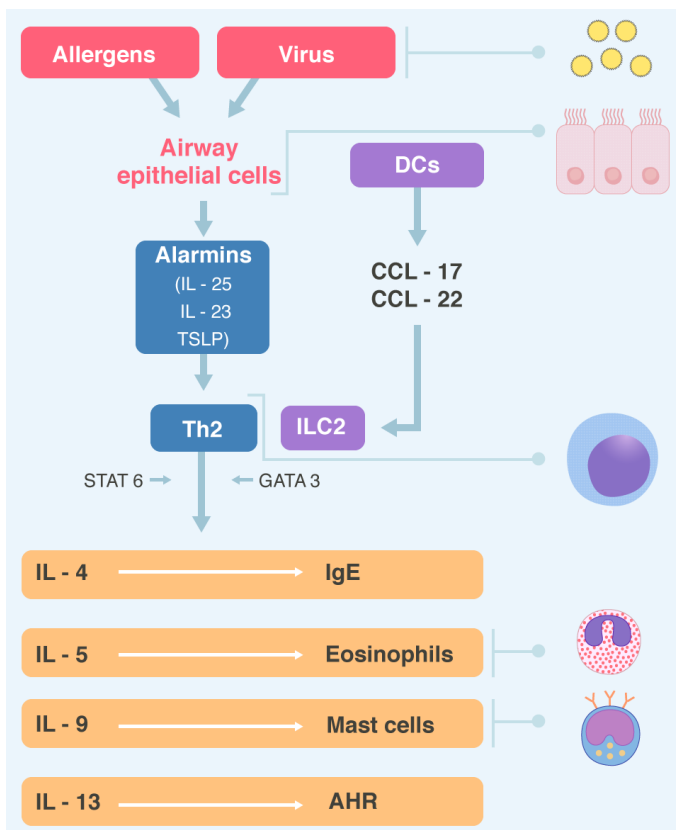 Allergens
Virus
Airway
epithelial cells
DCs
Alarmins
(IL - 25
IL - 23
TSLP)
CCL - 17
CCL - 22
Th2
ILC2
STAT 6
GATA 3
IL - 4
IgE
IL - 5
Eosinophils
IL - 9
Mast cells
IL - 13
AHR